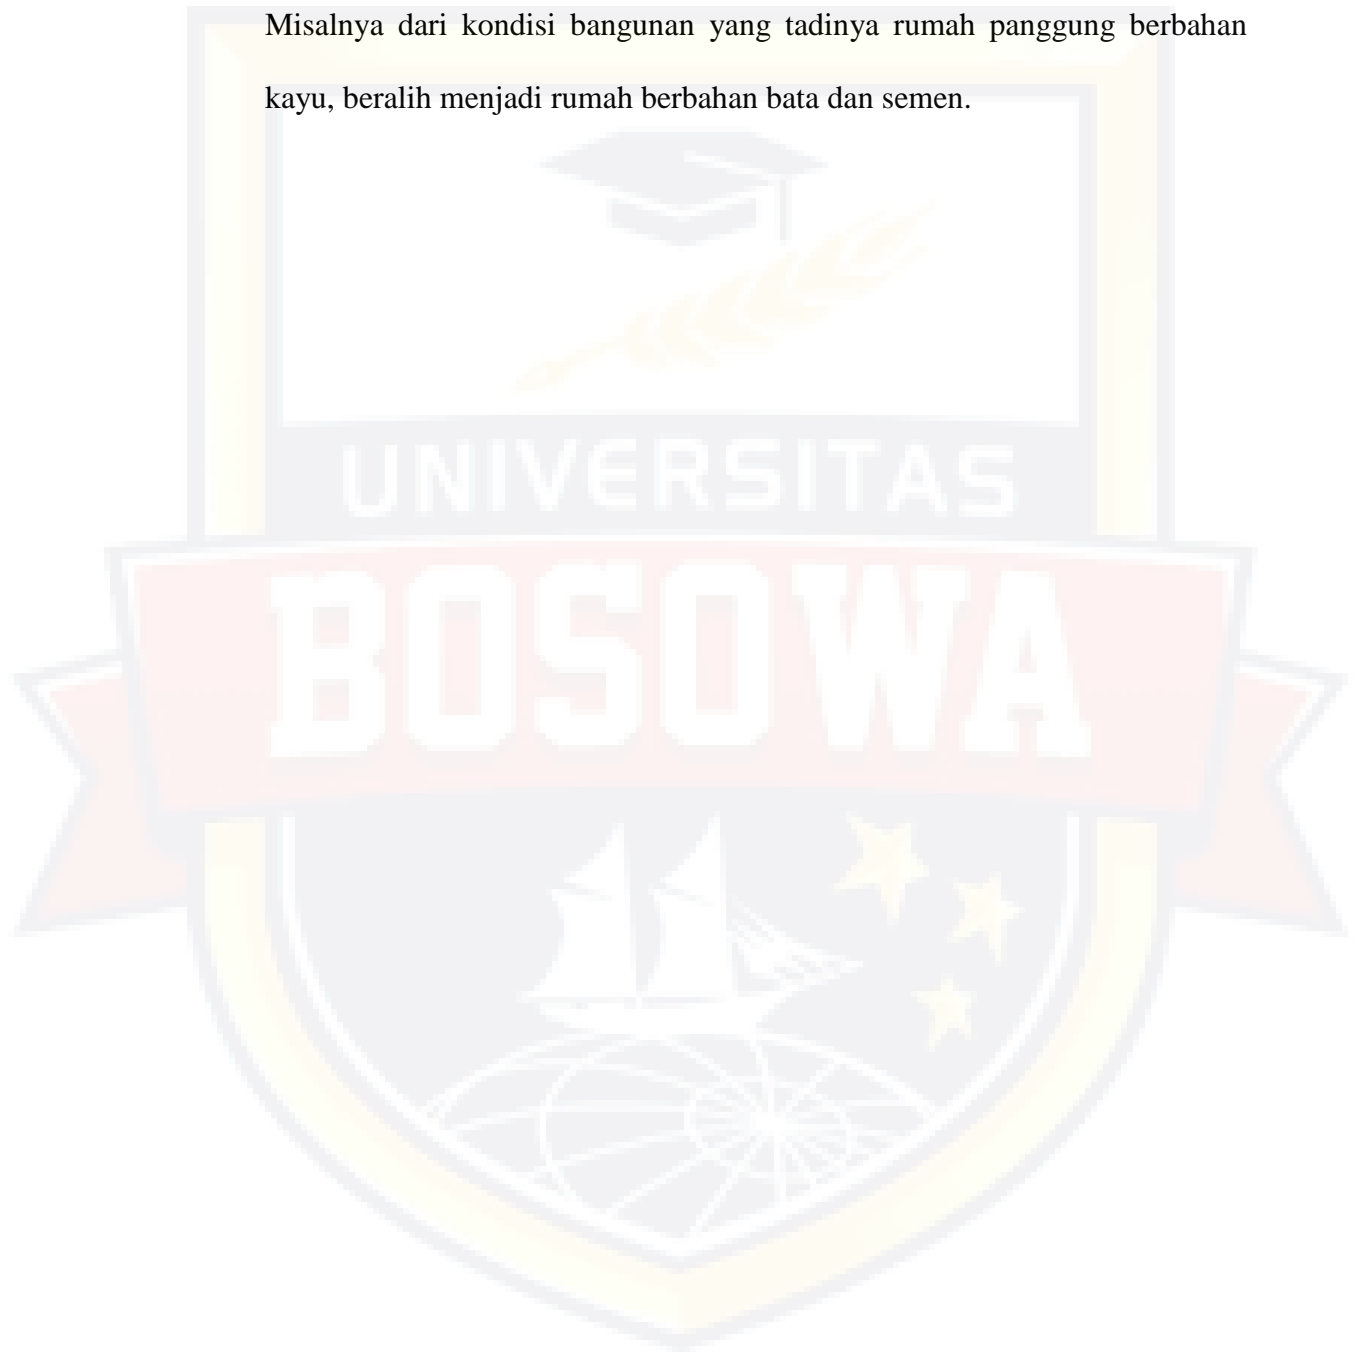 Misalnya dari kondisi bangunan yang tadinya rumah panggung berbahan
kayu, beralih menjadi rumah berbahan bata dan semen.
UNIVERSITAS
BOSOWA